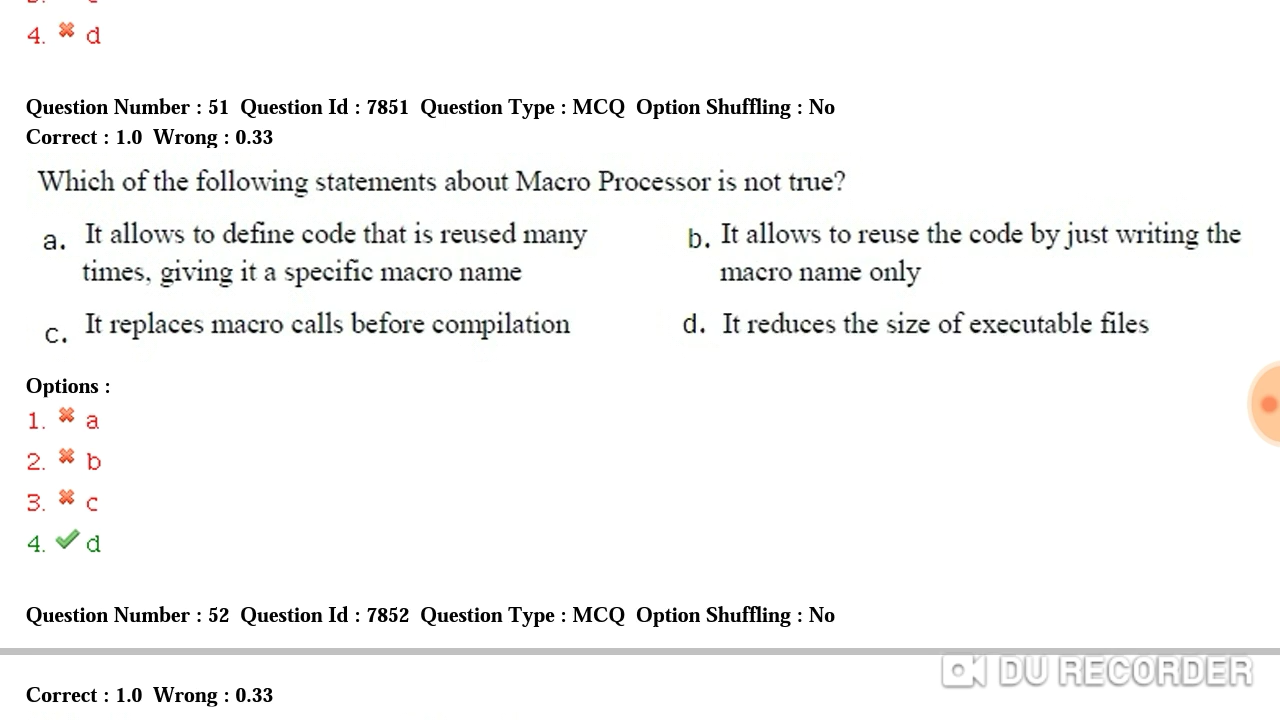 4. d
Question Number : 51 Question Id : 7851 Question Type : MCQ Option Shuffling : No
Correct : 1.0 Wrong : 0.33
Which of the following statements about Macro Processor is not true?
a. It allows to define code that is reused many
times, giving it a specific macro name
b. It allows to reuse the code by just writing the
macro name only
c. It replaces macro calls before compilation
d. It reduces the size of executable files
Options :
1. a
2. b
3. c
4. d
Question Number : 52 Question Id : 7852 Question Type : MCQ Option Shuffling : No
DU RECORDER
Correct : 1.0 Wrong : 0.33